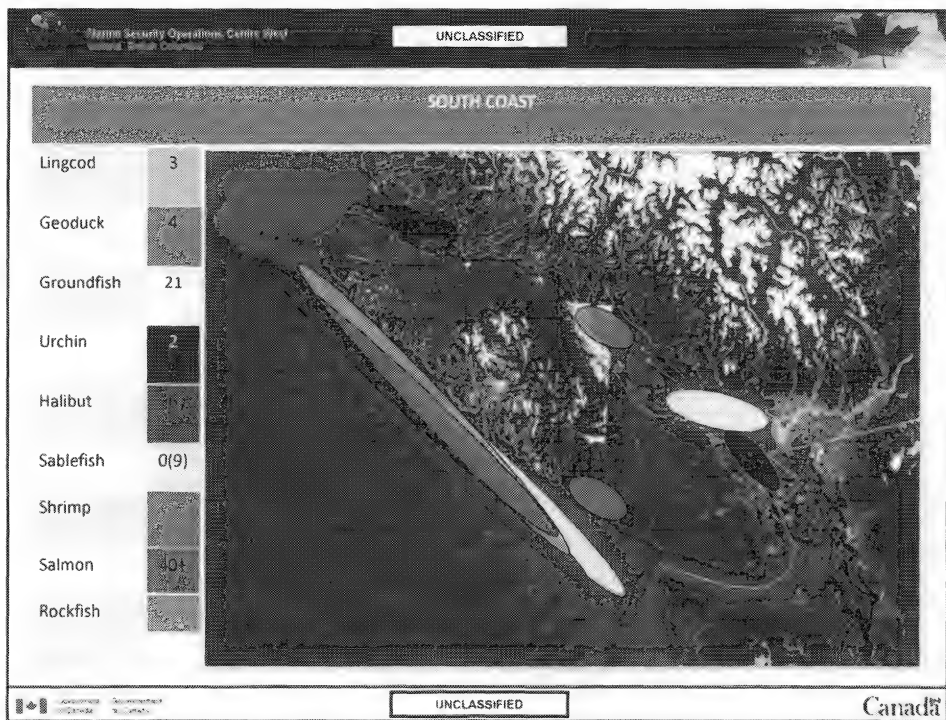 Marine Security Operations Centre West
UNCLASSIFIED
SOUTH COAST
Lingcod 3
Geoduck 4
Groundfish 21
Urchin 2
Halibut
Sablefish 0(9)
Shrimp
Salmon 40+
Rockfish
UNCLASSIFIED
Canada